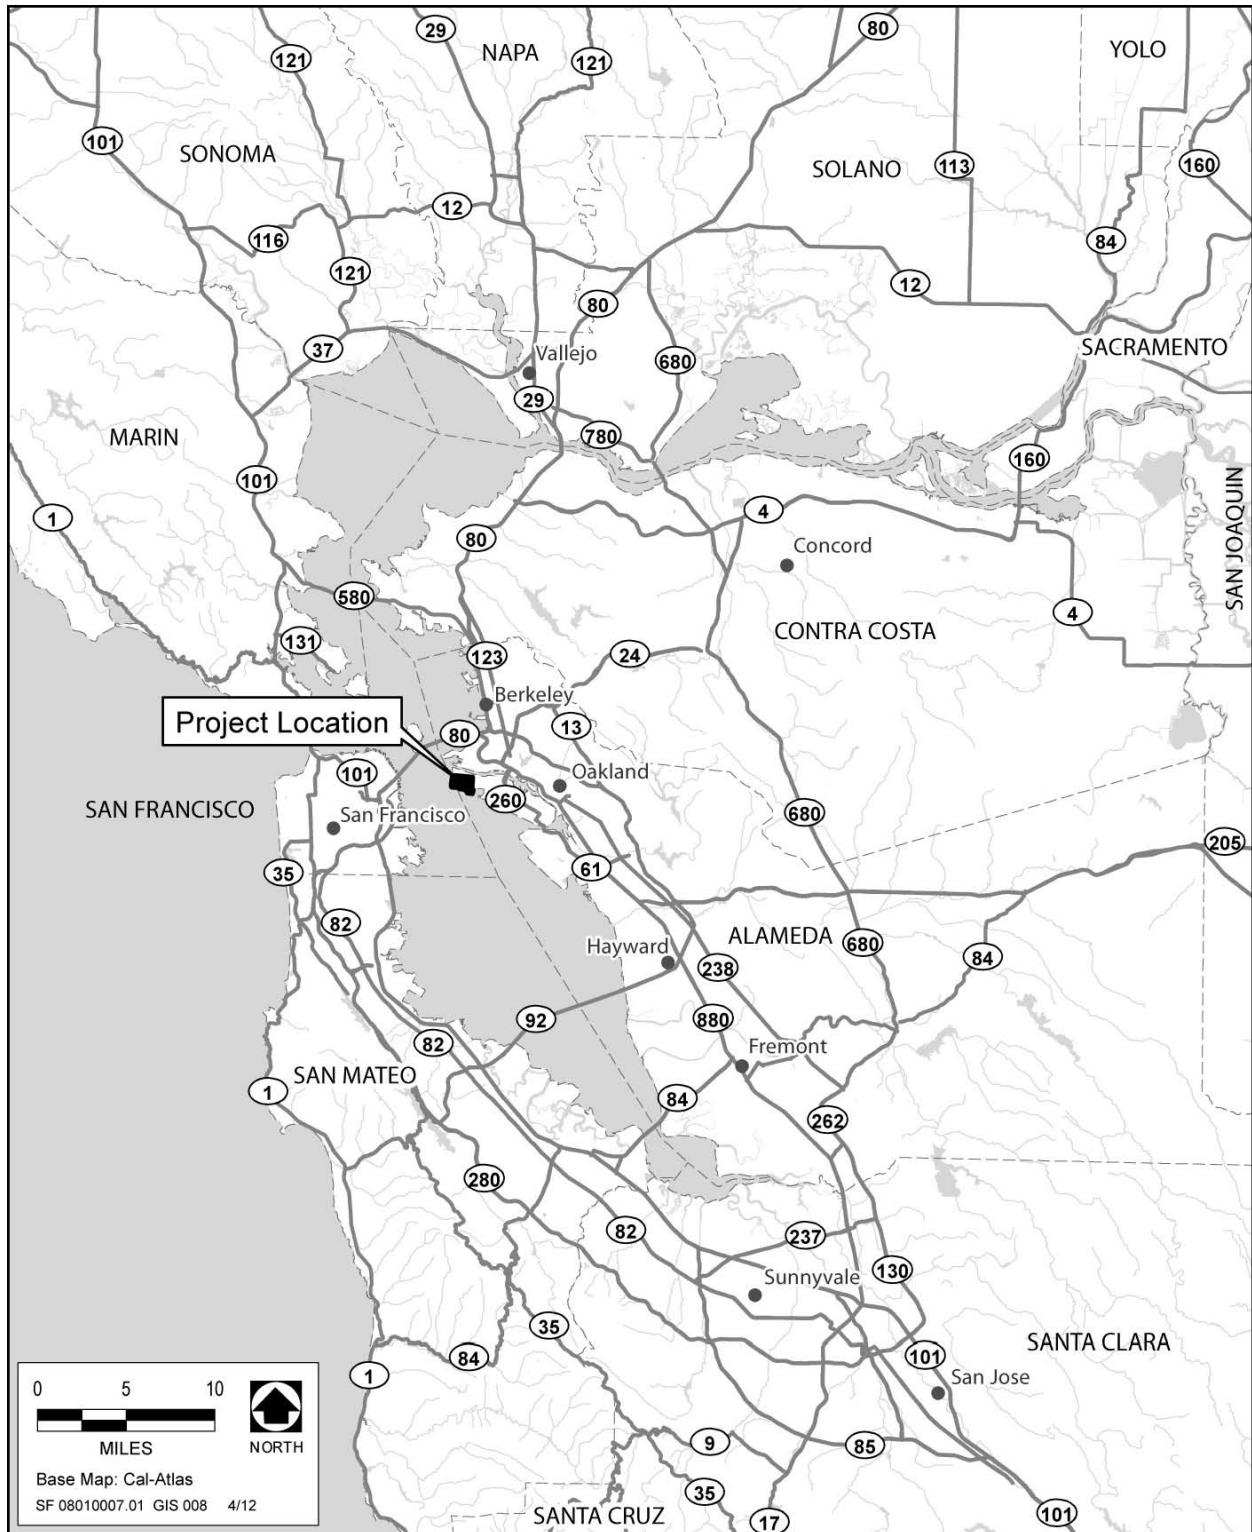 29
NAPA
121
121
80
YOLO
101
SONOMA
SOLANO
113
160
12
116
84
121
12
80
37
Vallejo
680
SACRAMENTO
29
MARIN
780
160
101
SAN JOAQUIN
1
4
80
Concord
580
4
131
CONTRA COSTA
123
24
Berkeley
Project Location
80
13
101
Oakland
260
SAN FRANCISCO
San Francisco
680
205
35
61
82
ALAMEDA
Hayward
680
84
238
92
880
82
Fremont
SAN MATEO
1
84
262
280
82
237
130
Sunnyvale
35
SANTA CLARA
84
101
1
San Jose
9
85
35
SANTA CRUZ
17
101
0 5 10
MILES
NORTH
Base Map: Cal-Atlas
SF 08010007.01 GIS 008 4/12